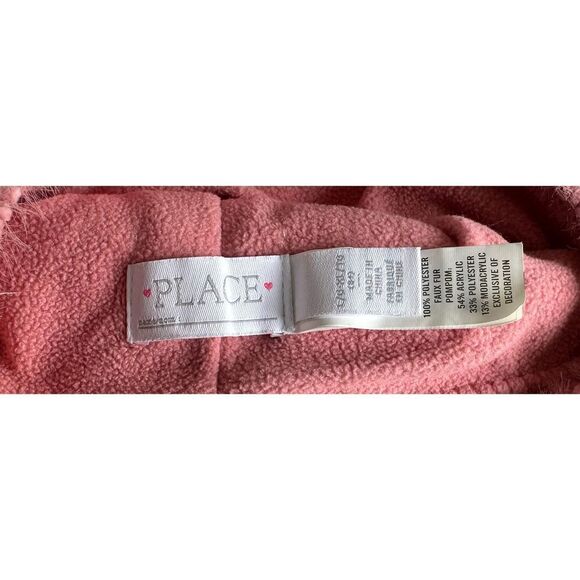 PLACE
MADE IN
CHINA
FABRIQUÉ
EN CHINE
100% POLYESTER
FAUX FUR
POMPOM:
54% ACRYLIC
33% POLYESTER
13% MODACRYLIC
EXCLUSIVE OF
DECORATION